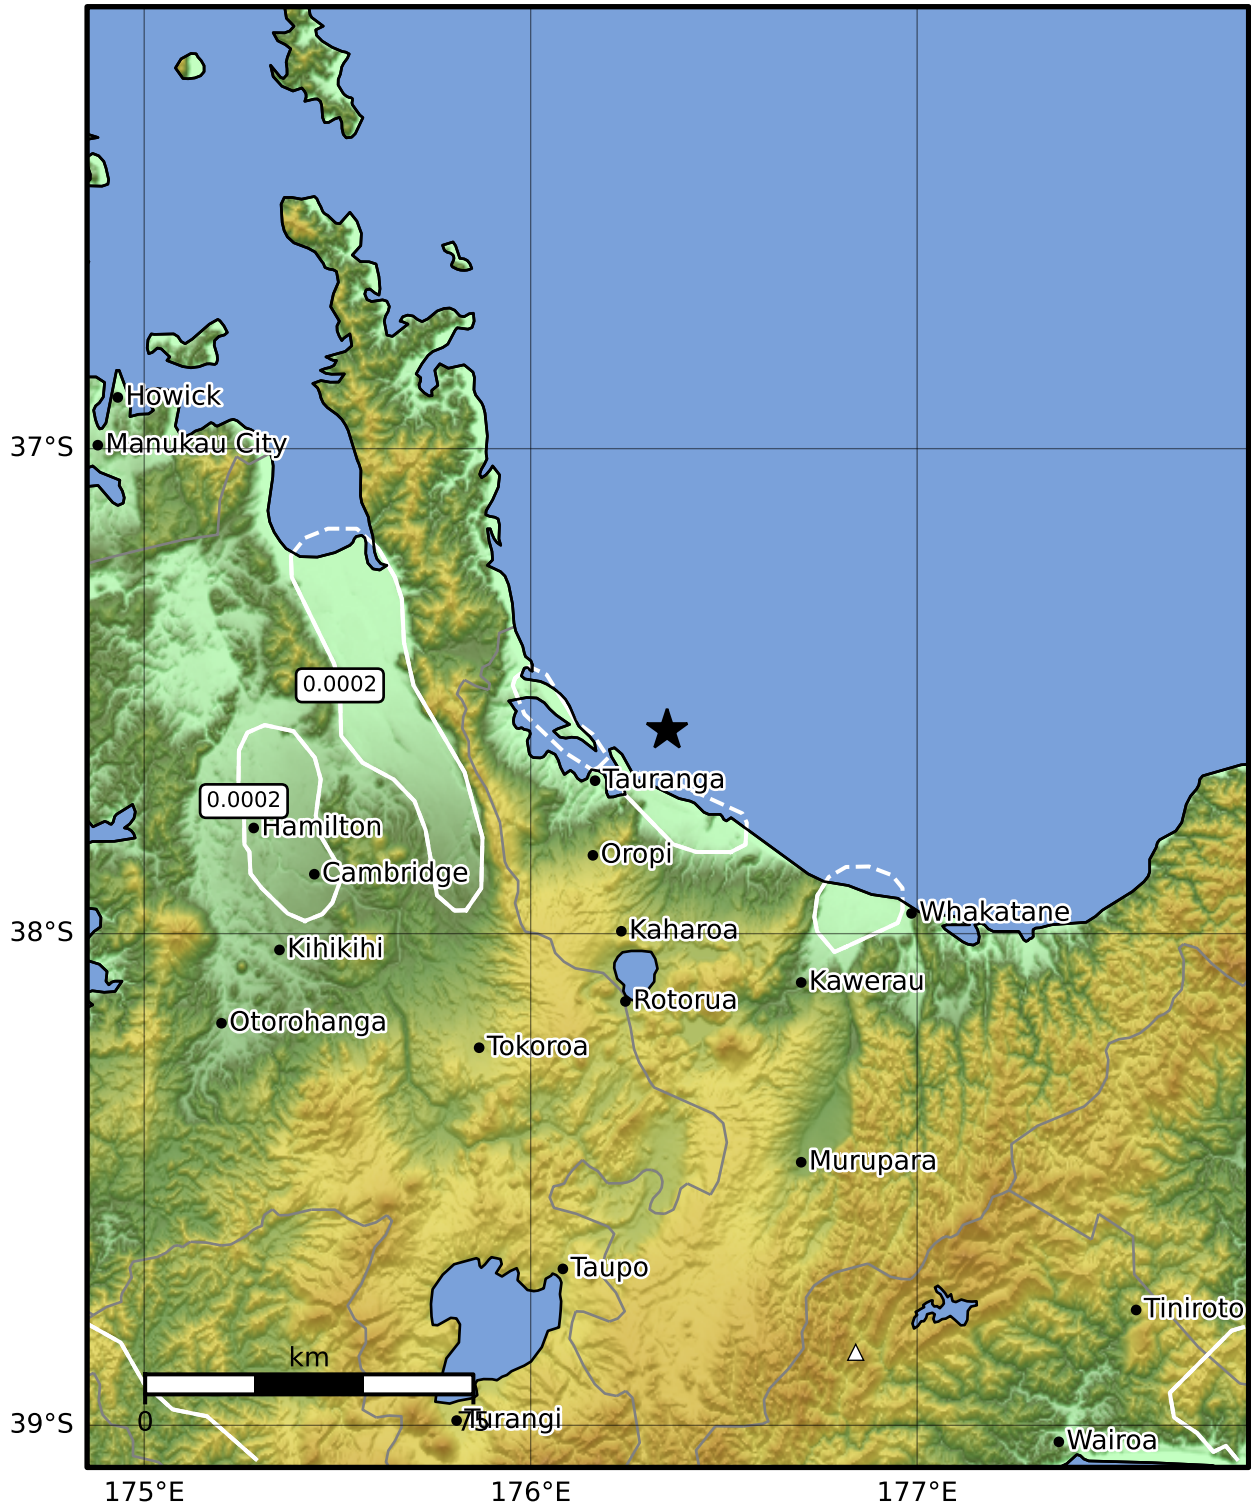 Howick
Manukau City
37°S
0.0002
Tauranga
0.0002
Hamilton
Oropi
Cambridge
Whakatane
Kaharoa
38°S
Kihikihi
Kawerau
Rotorua
Otorohanga
Tokoroa
Murupara
Taupo
Tiniroto
km
0
75
Turangi
39°S
Wairoa
175°E
176°E
177°E